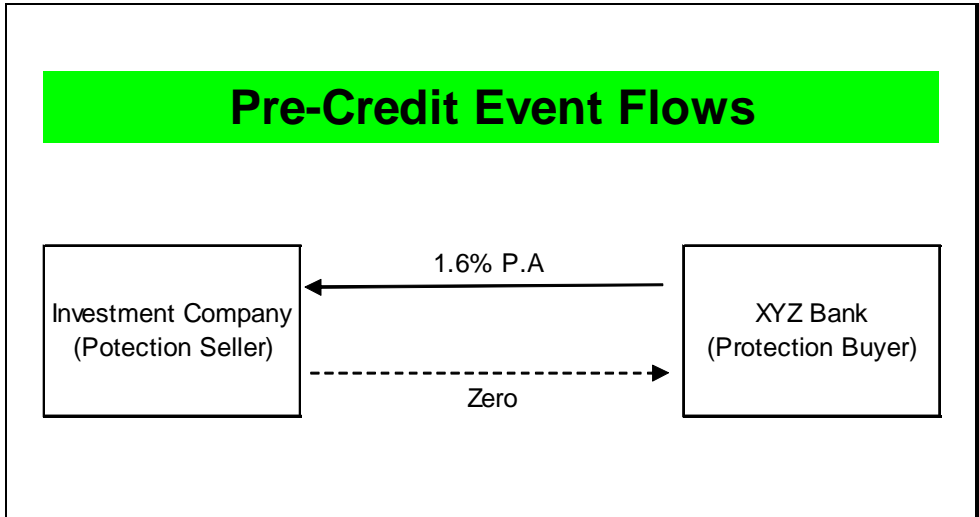 Pre-Credit Event Flows
1.6% P.A
Investment Company
(Potection Seller)
XYZ Bank
(Protection Buyer)
Zero